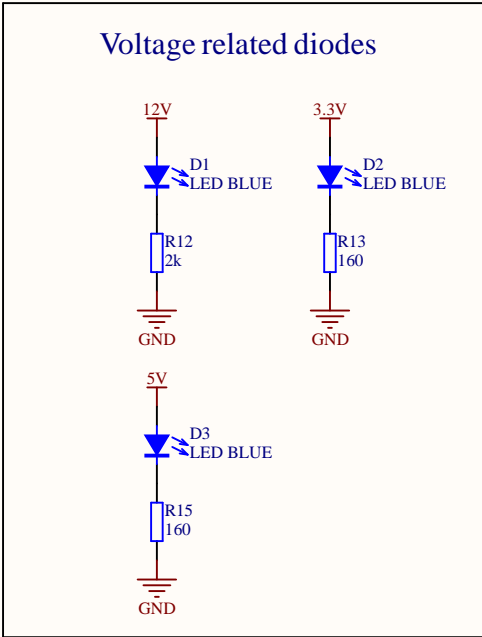 Voltage related diodes
12V
D1
LED BLUE
R12
2k
GND
3.3V
D2
LED BLUE
R13
160
GND
5V
D3
LED BLUE
R15
160
GND